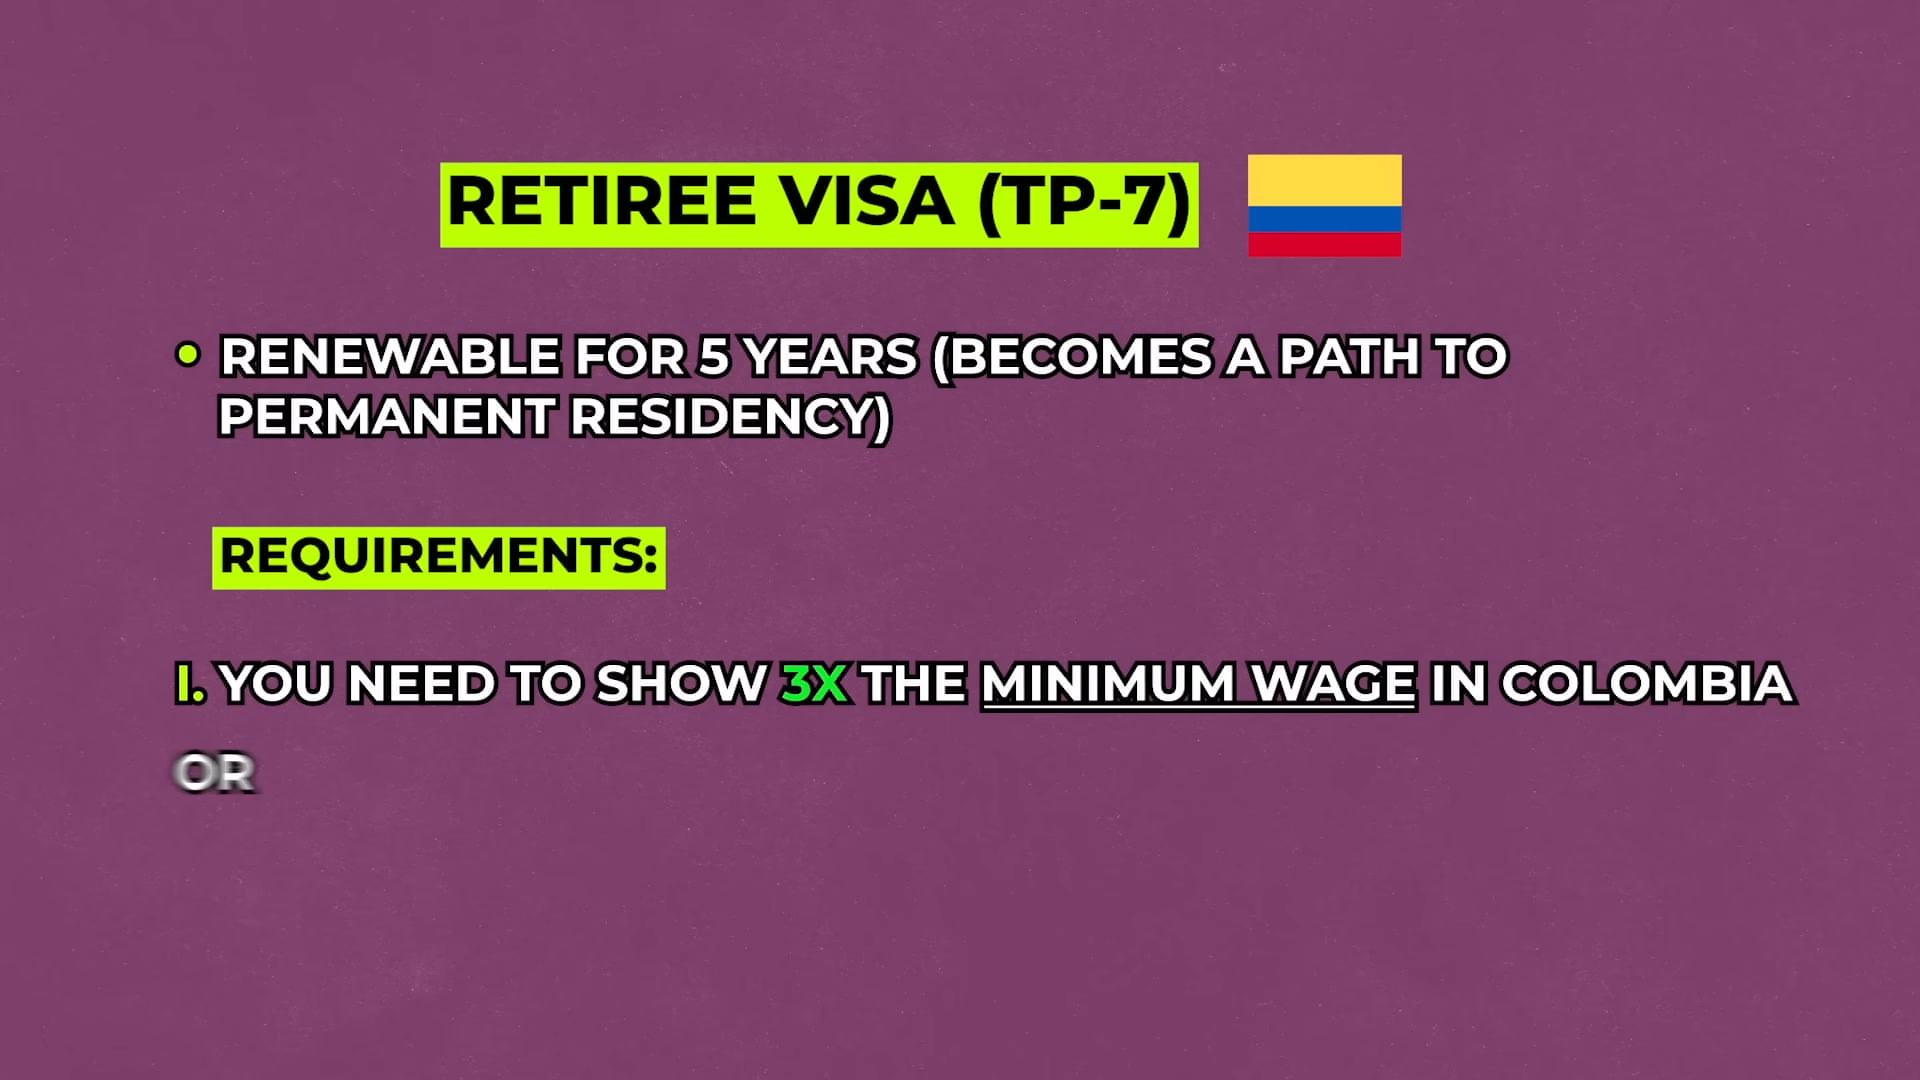 RETIREE VISA (TP-7)
• RENEWABLE FOR 5 YEARS (BECOMES A PATH TO
PERMANENT RESIDENCY)
REQUIREMENTS:
I. YOU NEED TO SHOW 3X THE MINIMUM WAGE IN COLOMBIA
OR